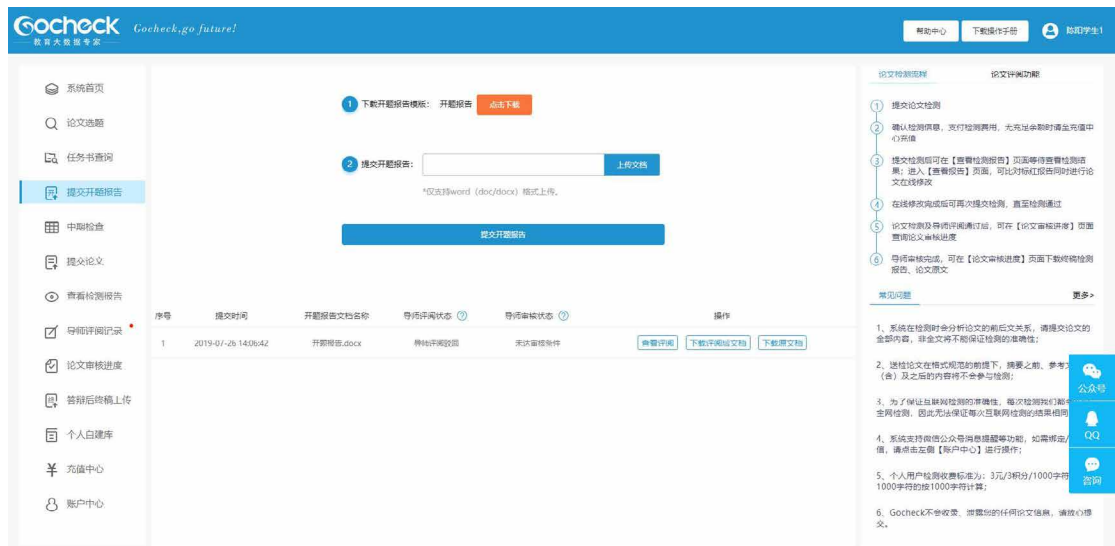 Gocheck
教育大数据专家
Gocheck,go future!
帮助中心
下载操作手册
陈阳学生1
系统首页
论文选题
任务书查词
提交开题报告
中期检查
提交论文
查看检测报告
导师评阅记录
论文审核进度
答辩后终稿上传
个人自建库
充值中心
账户中心
1 下载开题报告模版： 开题报告 点击下载
2 提交开题报告： 上传文档
*仅支持word（doc/docx）格式上传。
提交开题报告
序号 提交时间 开题报告文档名称 导师评阅状态 ? 导师审核状态 ? 操作
1 2019-07-26 14:06:42 开题报告.docx 导师评阅驳回 未达审核条件 查看评阅 下载评阅后文档 下载原文档
论文检测流程 论文评阅功能
1 提交论文检测
2 确认检测信息，支付检测费用，无充足余额时请至充值中
心充值
3 提交检测后可在【查看检测报告】页面等待查看检测结
果；进入【查看报告】页面，可比对标红报告同时进行论
文在线修改
4 在线修改完成后可再次提交检测，直至检测通过
5 论文检测及导师评阅通过后，可在【论文审核进度】页面
查询论文审核进度
6 导师审核完成，可在【论文审核进度】页面下载终稿检测
报告、论文原文
常见问题 更多>
1、系统在检测时会分析论文的前后文关系，请提交论文的
全部内容，非全文将不能保证检测的准确性；
2、送检论文在格式规范的前提下，摘要之前、参考文
（含）及之后的内容将不会参与检测；
3、为了保证互联网检测的准确性，每次检测我们都
全网检测，因此无法保证每次互联网检测的结果相同
4、系统支持微信公众号消息提醒等功能，如需绑定/
值，请点击左侧【账户中心】进行操作；
5、个人用户检测收费标准为：3元/3积分/1000字符
1000字符的按1000字符计算；
6、Gocheck不会收录、泄露您的任何论文信息，请放心提
交。
公众号
QQ
咨询